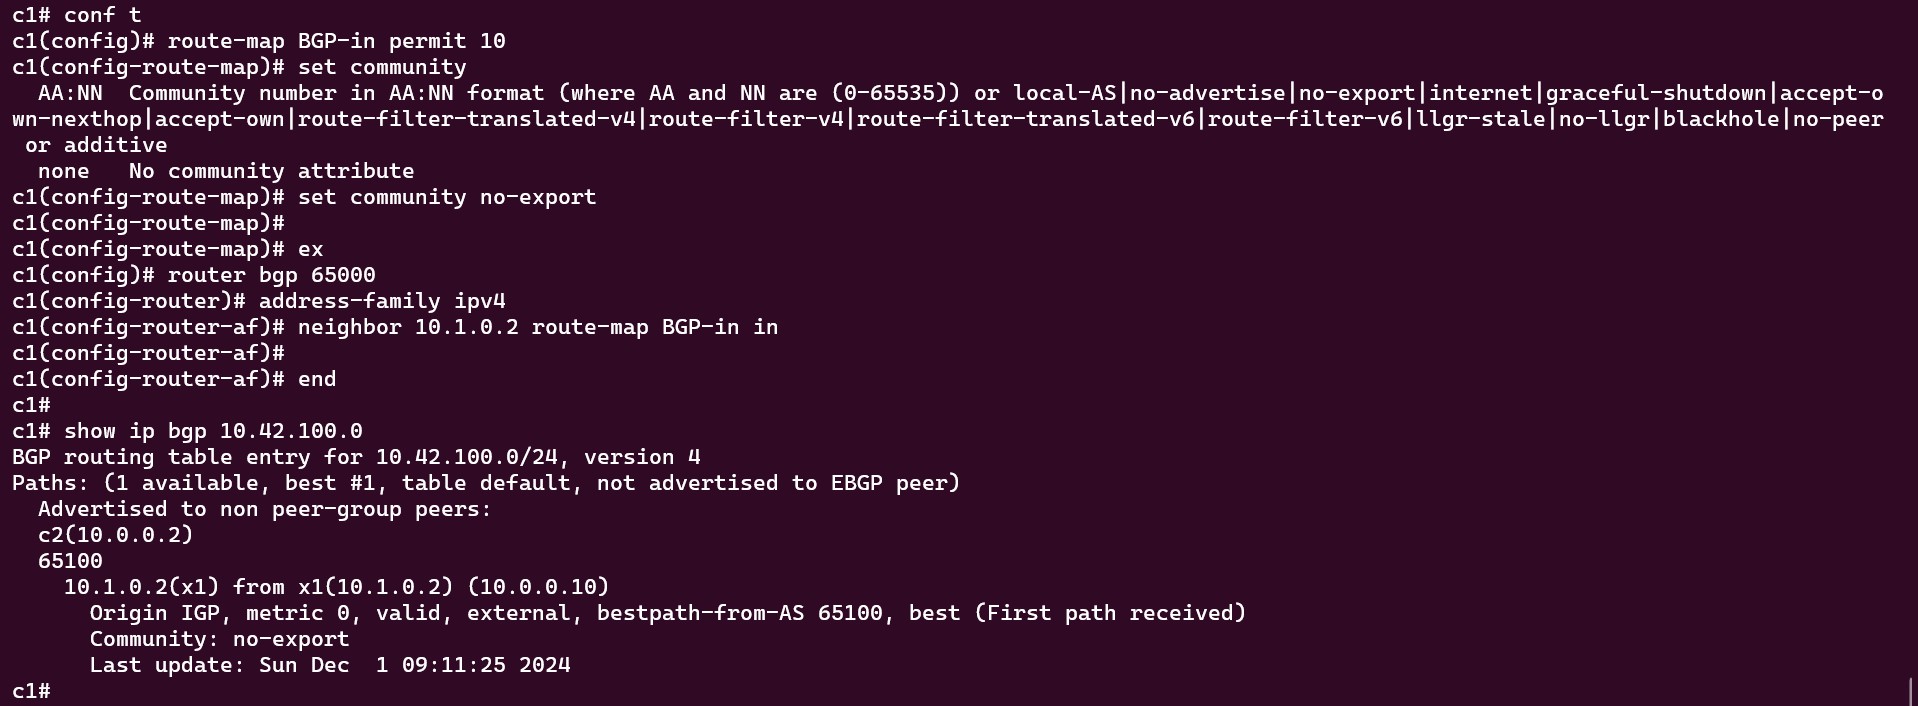 c1# conf t
c1(config)# route-map BGP-in permit 10
c1(config-route-map)# set community
  AA:NN  Community number in AA:NN format (where AA and NN are (0-65535)) or local-AS|no-advertise|no-export|internet|graceful-shutdown|accept-o
wn-nexthop|accept-own|route-filter-translated-v4|route-filter-v4|route-filter-translated-v6|route-filter-v6|llgr-stale|no-llgr|blackhole|no-peer
 or additive
  none   No community attribute
c1(config-route-map)# set community no-export
c1(config-route-map)#
c1(config-route-map)# ex
c1(config)# router bgp 65000
c1(config-router)# address-family ipv4
c1(config-router-af)# neighbor 10.1.0.2 route-map BGP-in in
c1(config-router-af)#
c1(config-router-af)# end
c1#
c1# show ip bgp 10.42.100.0
BGP routing table entry for 10.42.100.0/24, version 4
Paths: (1 available, best #1, table default, not advertised to EBGP peer)
  Advertised to non peer-group peers:
  c2(10.0.0.2)
  65100
    10.1.0.2(x1) from x1(10.1.0.2) (10.0.0.10)
      Origin IGP, metric 0, valid, external, bestpath-from-AS 65100, best (First path received)
      Community: no-export
      Last update: Sun Dec  1 09:11:25 2024
c1#